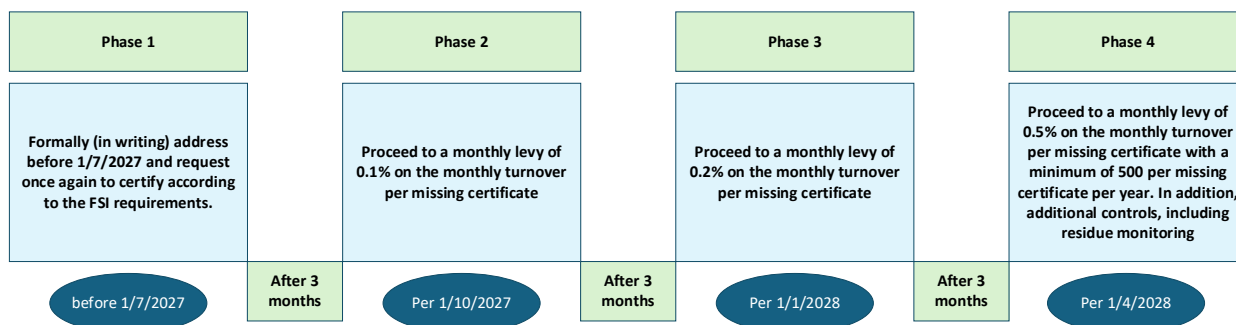 Phase 1
Phase 2
Phase 3
Phase 4
Formally (in writing) address
before 1/7/2027 and request
once again to certify according
to the FSI requirements.
Proceed to a monthly levy of
0.1% on the monthly turnover
per missing certificate
Proceed to a monthly levy of
0.2% on the monthly turnover
per missing certificate
Proceed to a monthly levy of
0.5% on the monthly turnover
per missing certificate with a
minimum of 500 per missing
certificate per year. In addition,
additional controls, including
residue monitoring
before 1/7/2027
After 3
months
Per 1/10/2027
After 3
months
Per 1/1/2028
After 3
months
Per 1/4/2028